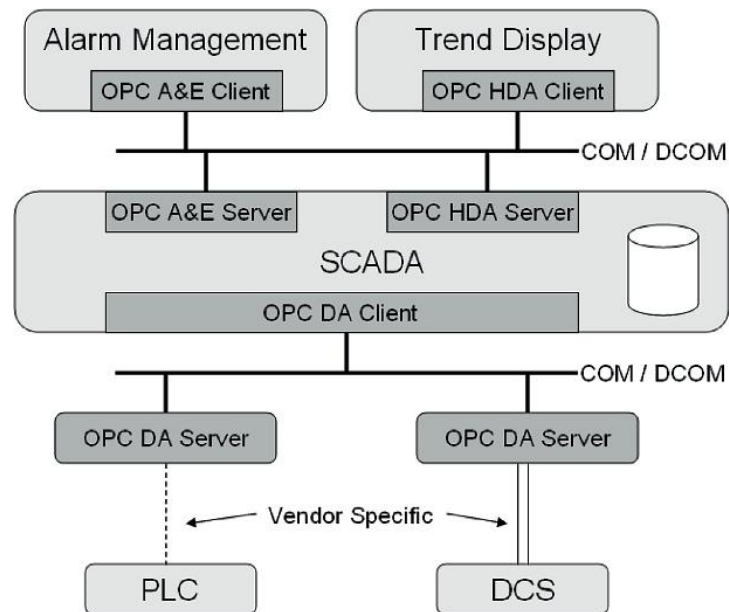 Alarm Management
Trend Display
OPC A&E Client
OPC HDA Client
COM / DCOM
OPC A&E Server
OPC HDA Server
SCADA
OPC DA Client
COM / DCOM
OPC DA Server
OPC DA Server
Vendor Specific
PLC
DCS